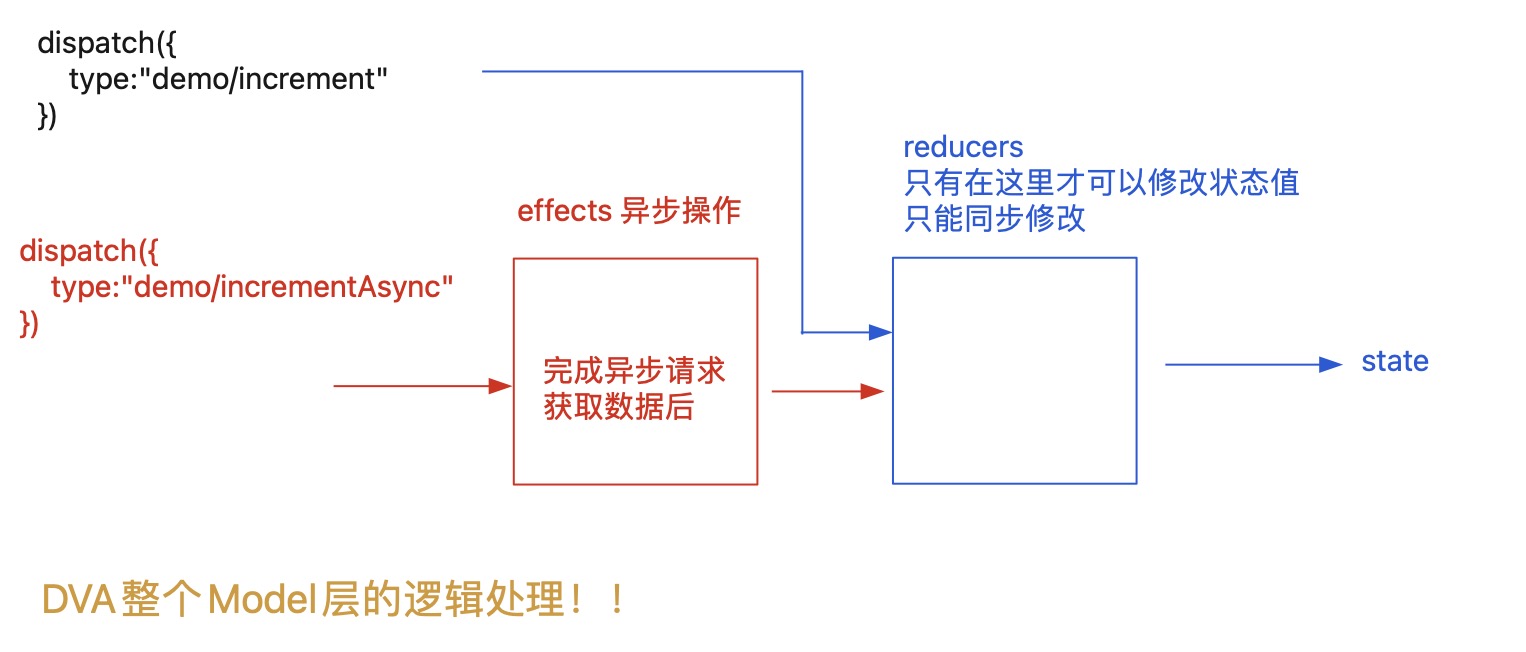 dispatch({
type:"demo/increment"
})
reducers
只有在这里才可以修改状态值
只能同步修改
effects 异步操作
dispatch({
type:"demo/incrementAsync"
})
完成异步请求
获取数据后
state
DVA整个Model层的逻辑处理！！